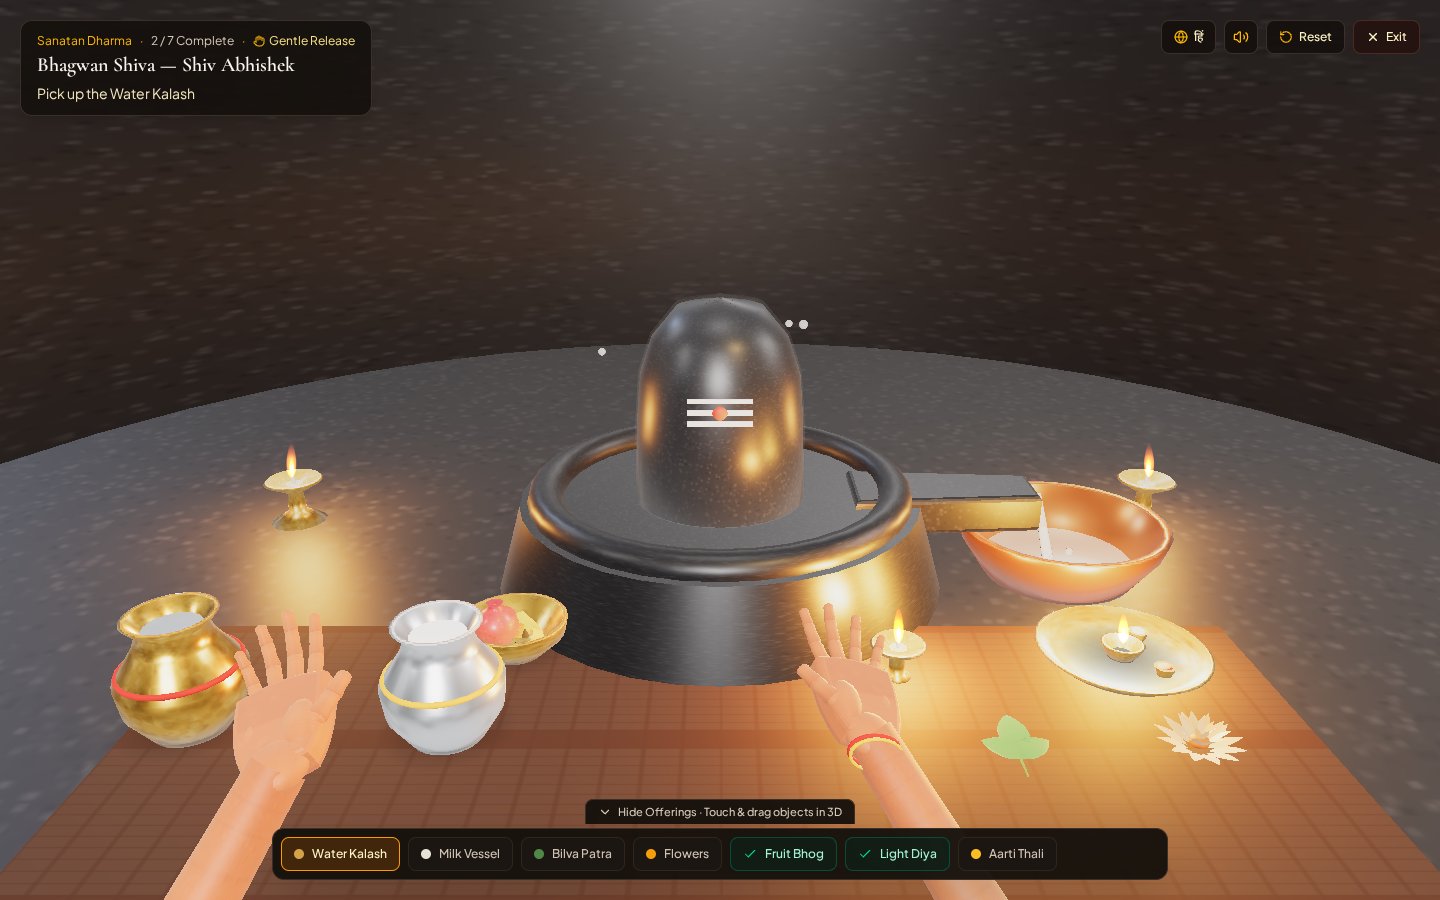 Sanatan Dharma · 2 / 7 Complete · Gentle Release
Bhagwan Shiva — Shiv Abhishek
Pick up the Water Kalash
हिं
Reset
Exit
Hide Offerings · Touch & drag objects in 3D
Water Kalash
Milk Vessel
Bilva Patra
Flowers
Fruit Bhog
Light Diya
Aarti Thali